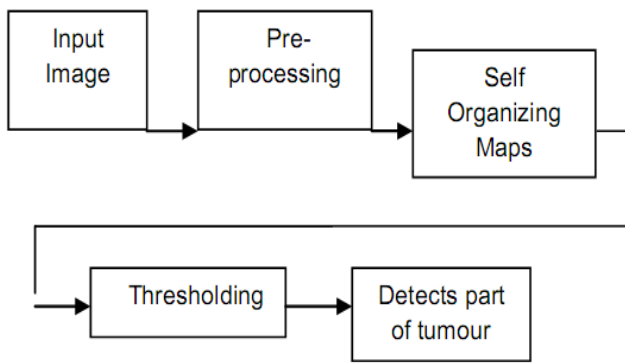 Input
Image
Pre-
processing
Self
Organizing
Maps
Thresholding
Detects part
of tumour